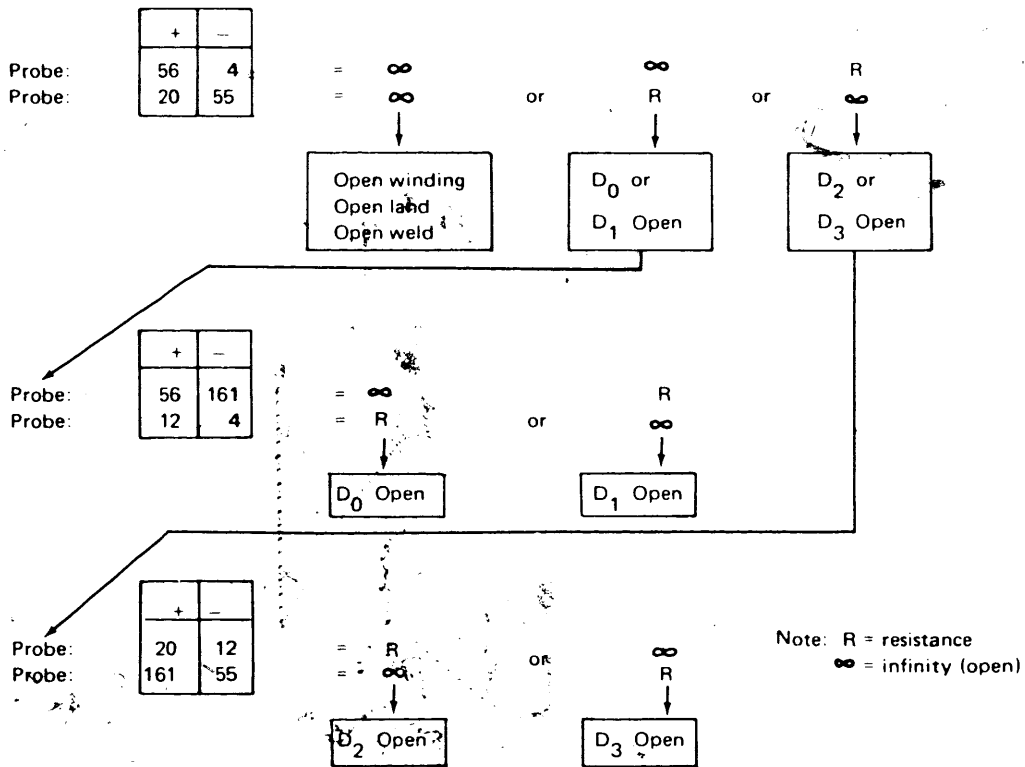 + −
Probe: 56 4 = ∞ ∞ R
Probe: 20 55 = ∞ or R or ∞
Open winding
Open land
Open weld
D0 or
D1 Open
D2 or
D3 Open
+ −
Probe: 56 161 = ∞ R
Probe: 12 4 = R or ∞
D0 Open
D1 Open
+ −
Probe: 20 12 = R or ∞
Probe: 161 55 = ∞ R
Note: R = resistance
∞ = infinity (open)
D2 Open
D3 Open